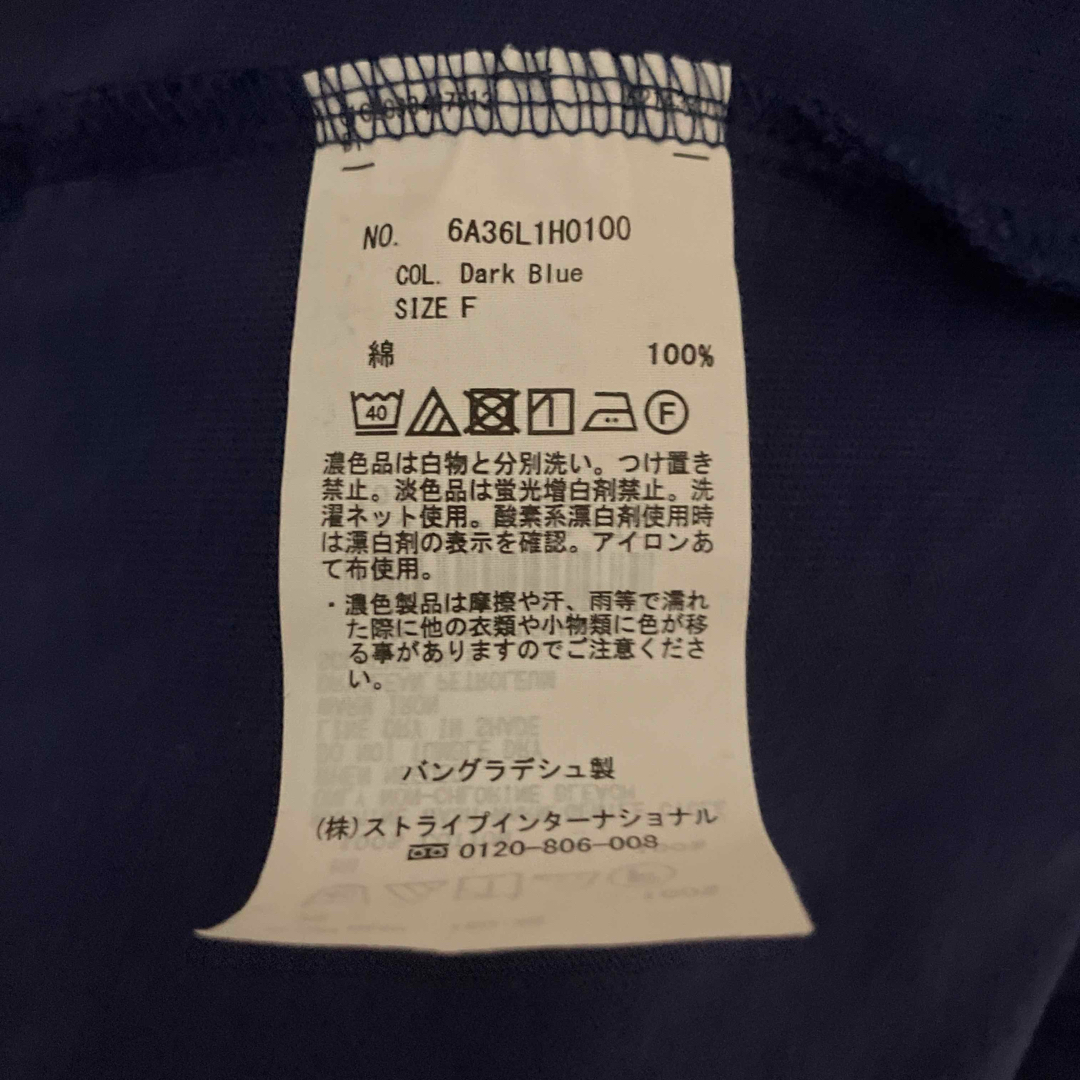 NO. 6A36L1H0100
COL. Dark Blue
SIZE F
綿 100%
40 F
濃色品は白物と分別洗い。つけ置き
禁止。淡色品は蛍光増白剤禁止。洗
濯ネット使用。酸素系漂白剤使用時
は漂白剤の表示を確認。アイロンあ
て布使用。
・濃色製品は摩擦や汗、雨等で濡れ
た際に他の衣類や小物類に色が移
る事がありますのでご注意くださ
い。
バングラデシュ製
(株)ストライプインターナショナル
0120-806-008